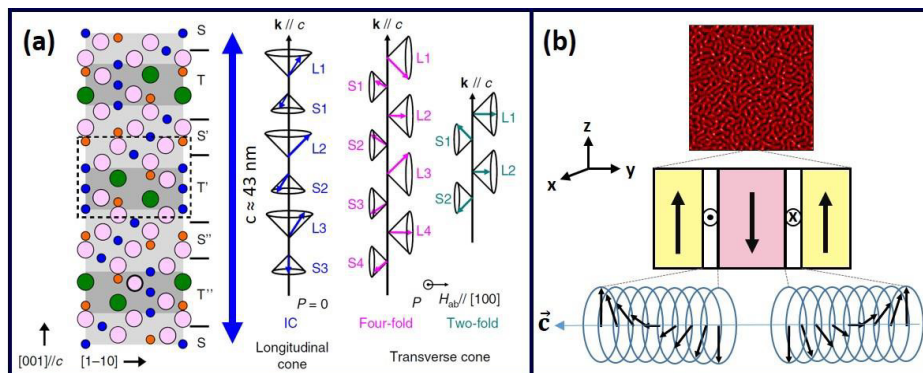 (a)
S
T
S'
T'
S''
T''
S
[001]//c
[1–10]
c ≈ 43 nm
k // c
L1
S1
L2
S2
L3
S3
P = 0
IC
Longitudinal
cone
k // c
L1
S1
L2
S2
L3
S3
L4
S4
Four-fold
k // c
L1
S1
L2
S2
P
H_ab// [100]
Two-fold
Transverse cone
(b)
z
x
y
x
c